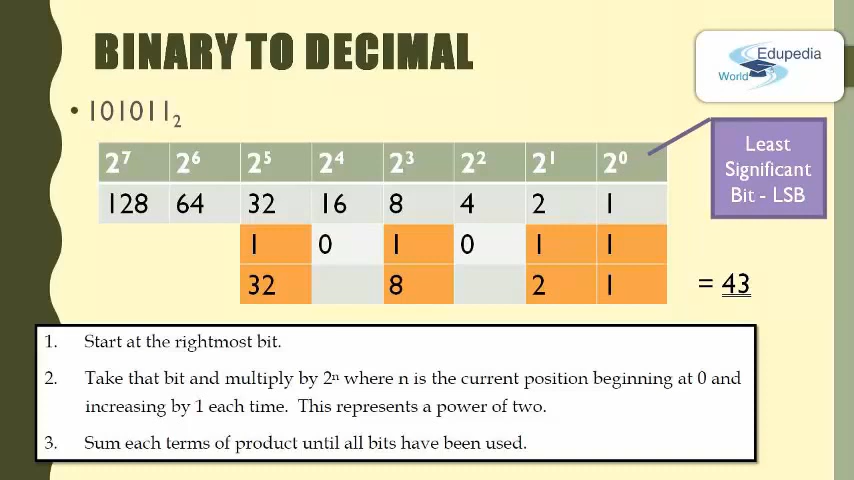 BINARY TO DECIMAL
Edupedia
World
• 101011₂
2⁷ 2⁶ 2⁵ 2⁴ 2³ 2² 2¹ 2⁰
128 64 32 16 8 4 2 1
1 0 1 0 1 1
32 8 2 1 = 43
Least
Significant
Bit - LSB
1. Start at the rightmost bit.
2. Take that bit and multiply by 2ⁿ where n is the current position beginning at 0 and
increasing by 1 each time. This represents a power of two.
3. Sum each terms of product until all bits have been used.